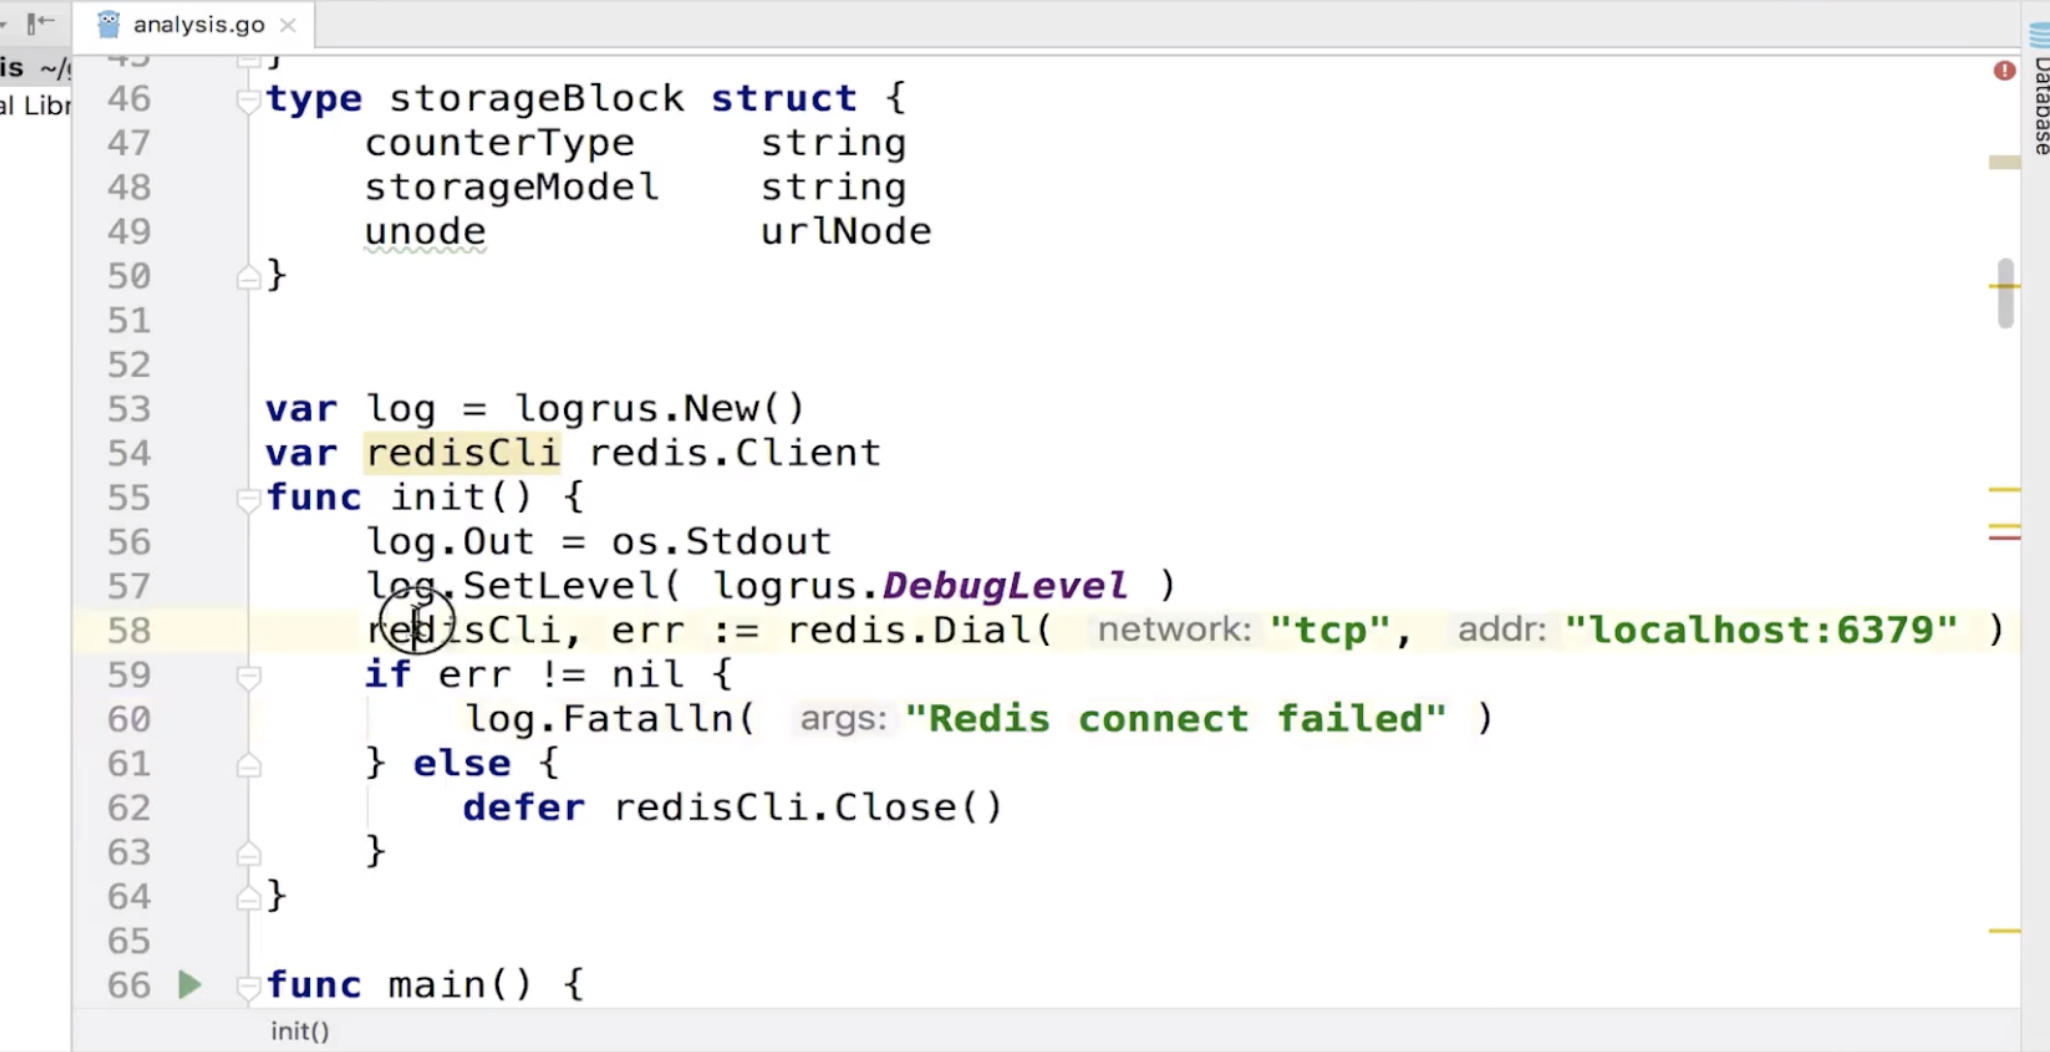 analysis.go
is ~/g
al Libr
45 }
46 type storageBlock struct {
47 counterType string
48 storageModel string
49 unode urlNode
50 }
51
52
53 var log = logrus.New()
54 var redisCli redis.Client
55 func init() {
56 log.Out = os.Stdout
57 log.SetLevel( logrus.DebugLevel )
58 redisCli, err := redis.Dial( network: "tcp", addr: "localhost:6379" )
59 if err != nil {
60 log.Fatalln( args: "Redis connect failed" )
61 } else {
62 defer redisCli.Close()
63 }
64 }
65
66 func main() {
init()
Database